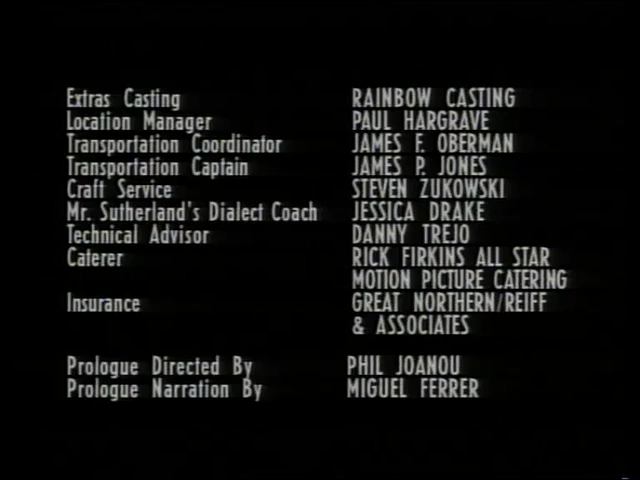 Extras Casting RAINBOW CASTING
Location Manager PAUL HARGRAVE
Transportation Coordinator JAMES F. OBERMAN
Transportation Captain JAMES P. JONES
Craft Service STEVEN ZUKOWSKI
Mr. Sutherland's Dialect Coach JESSICA DRAKE
Technical Advisor DANNY TREJO
Caterer RICK FIRKINS ALL STAR
MOTION PICTURE CATERING
Insurance GREAT NORTHERN/REIFF
& ASSOCIATES
Prologue Directed By PHIL JOANOU
Prologue Narration By MIGUEL FERRER